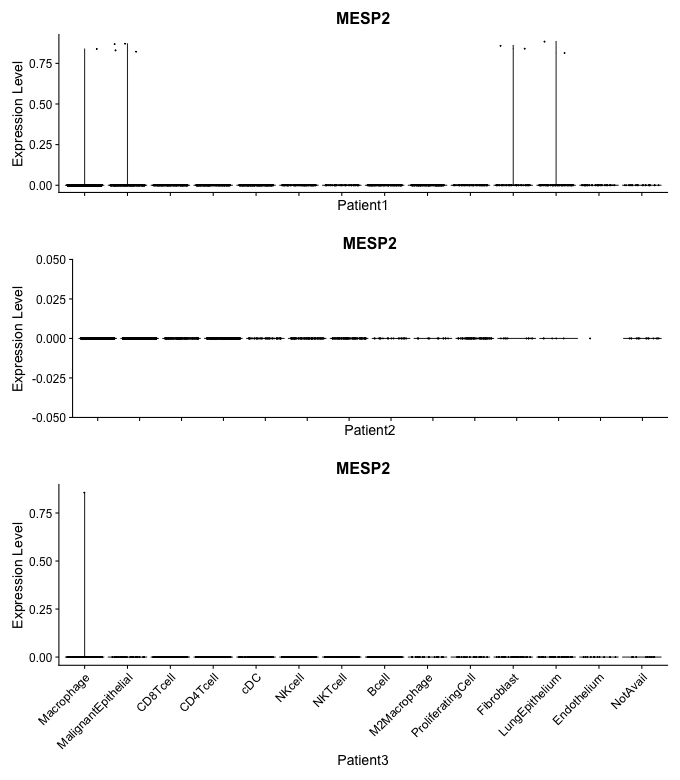 MESP2
Expression Level
0.75
0.50
0.25
0.00
Patient1
MESP2
Expression Level
0.050
0.025
0.000
-0.025
-0.050
Patient2
MESP2
Expression Level
0.75
0.50
0.25
0.00
Macrophage
MalignantEpithelial
CD8Tcell
CD4Tcell
cDC
NKcell
NKTcell
Bcell
M2Macrophage
ProliferatingCell
Fibroblast
LungEpithelium
Endothelium
NotAvail
Patient3